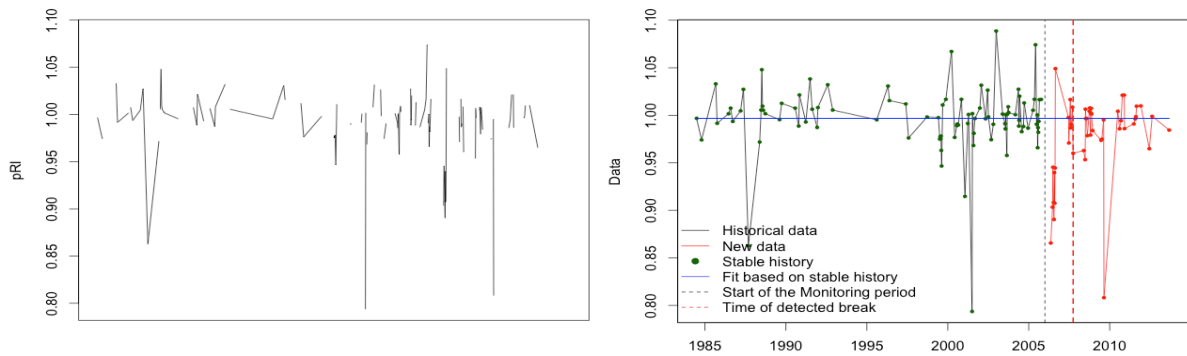 pRI
0.80
0.85
0.90
0.95
1.00
1.05
1.10
Data
0.80
0.85
0.90
0.95
1.00
1.05
1.10
Historical data
New data
Stable history
Fit based on stable history
Start of the Monitoring period
Time of detected break
1985 1990 1995 2000 2005 2010